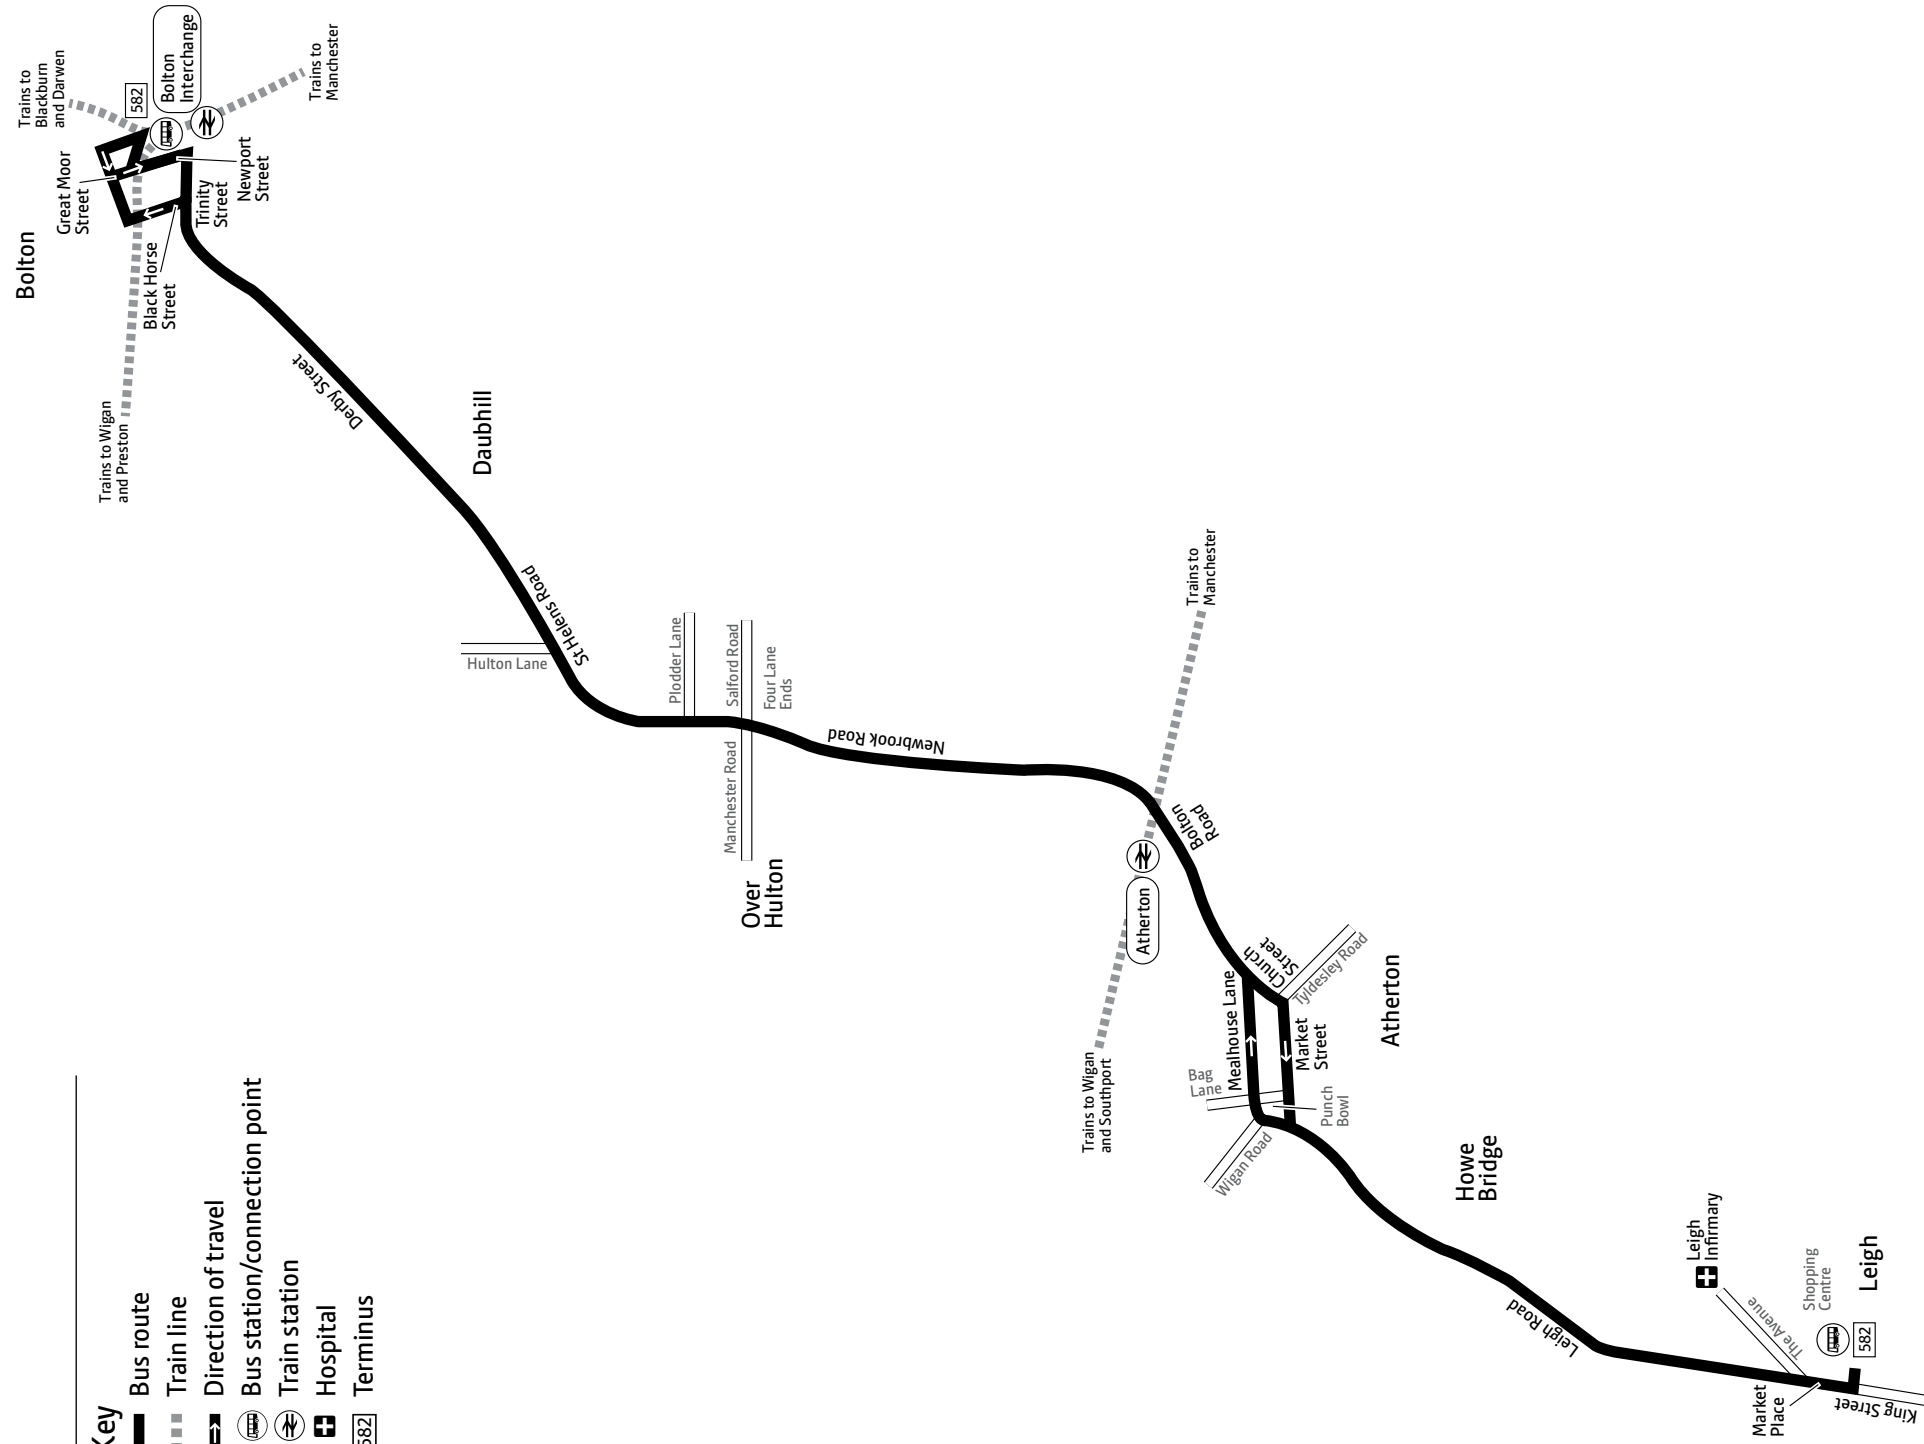 Key
Bus route
Train line
Direction of travel
Bus station/connection point
Train station
Hospital
582
Terminus
Bolton
Trains to
Blackburn
and Darwen
582
Bolton
Interchange
Trains to
Manchester
Great Moor
Street
Newport
Street
Trinity
Street
Black Horse
Street
Trains to Wigan
and Preston
Derby Street
Daubhill
St Helens Road
Hulton Lane
Plodder Lane
Salford Road
Four Lane
Ends
Manchester Road
Over
Hulton
Newbrook Road
Trains to
Manchester
Bolton
Road
Atherton
Trains to Wigan
and Southport
Church
Street
Tyldesley Road
Mealhouse Lane
Market
Street
Atherton
Bag
Lane
Punch
Bowl
Wigan Road
Howe
Bridge
Leigh Road
Leigh
Infirmary
The Avenue
Shopping
Centre
Leigh
582
Market
Place
King Street